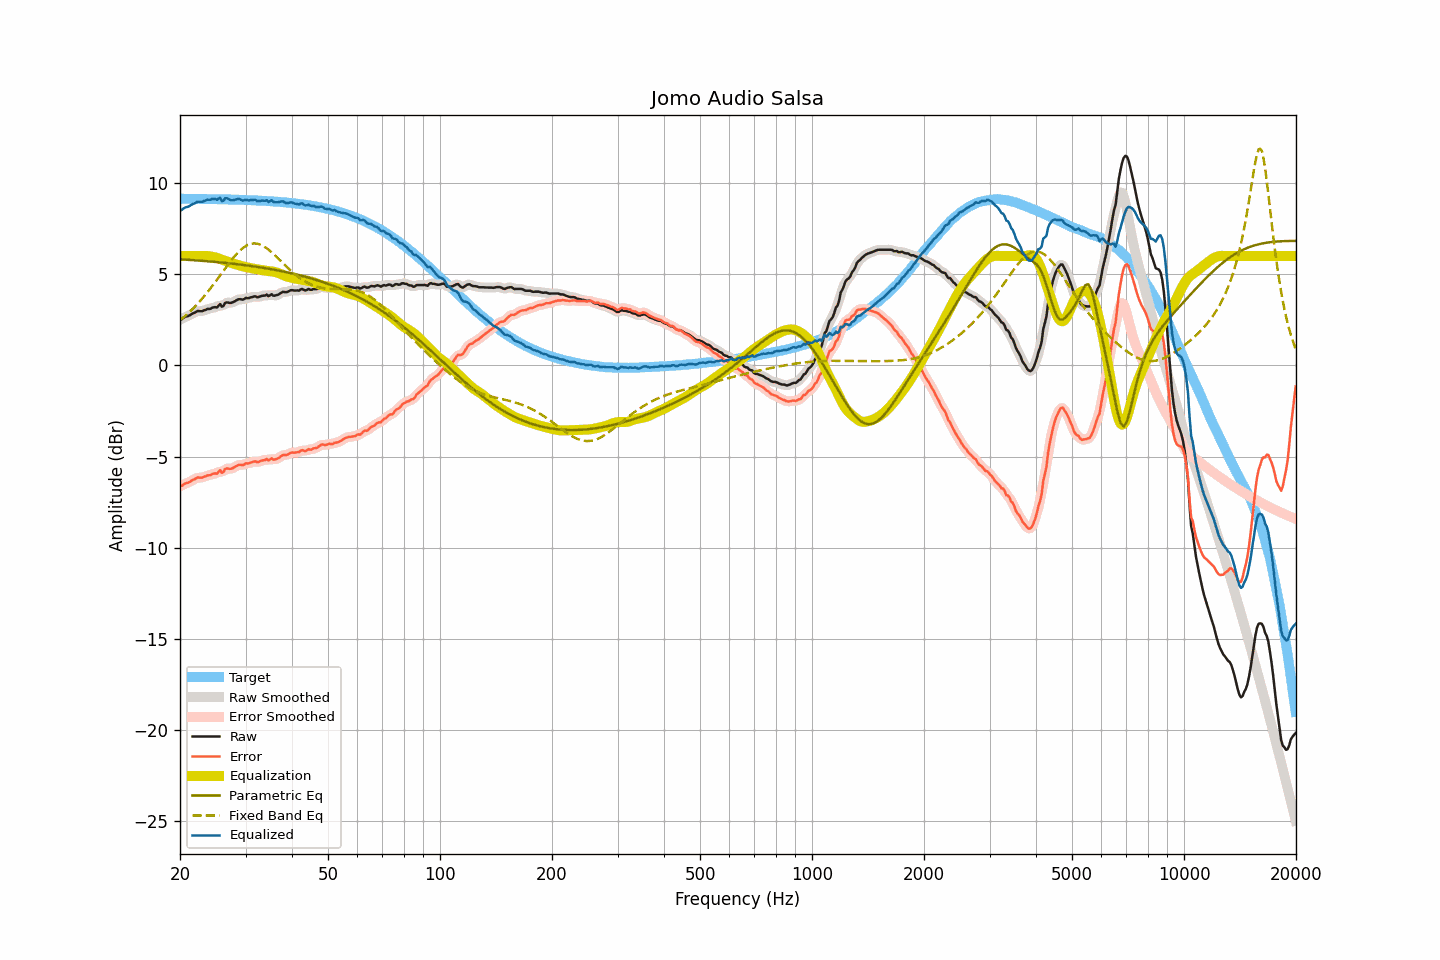 Jomo Audio Salsa
Amplitude (dBr)
10
5
0
−5
−10
−15
−20
−25
Target
Raw Smoothed
Error Smoothed
Raw
Error
Equalization
Parametric Eq
Fixed Band Eq
Equalized
20 50 100 200 500 1000 2000 5000 10000 20000
Frequency (Hz)